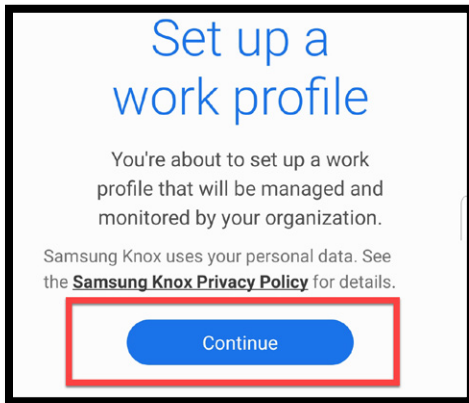 Set up a
work profile
You're about to set up a work
profile that will be managed and
monitored by your organization.
Samsung Knox uses your personal data. See
the Samsung Knox Privacy Policy for details.
Continue